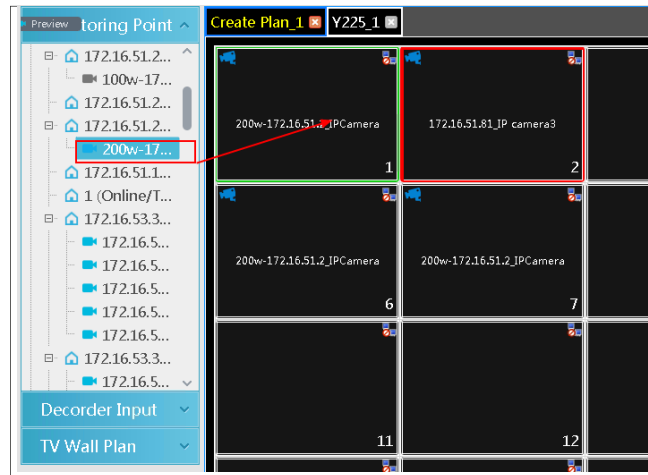 Preview
toring Point
Create Plan_1
Y225_1
172.16.51.2...
100w-17...
172.16.51.2...
172.16.51.2...
200w-17...
172.16.51.1...
1 (Online/T...
172.16.53.3...
172.16.5...
172.16.5...
172.16.5...
172.16.5...
172.16.5...
172.16.53.3...
172.16.5...
Decorder Input
TV Wall Plan
200w-172.16.51.2_IPCamera
1
172.16.51.81_IP camera3
2
200w-172.16.51.2_IPCamera
6
200w-172.16.51.2_IPCamera
7
11
12